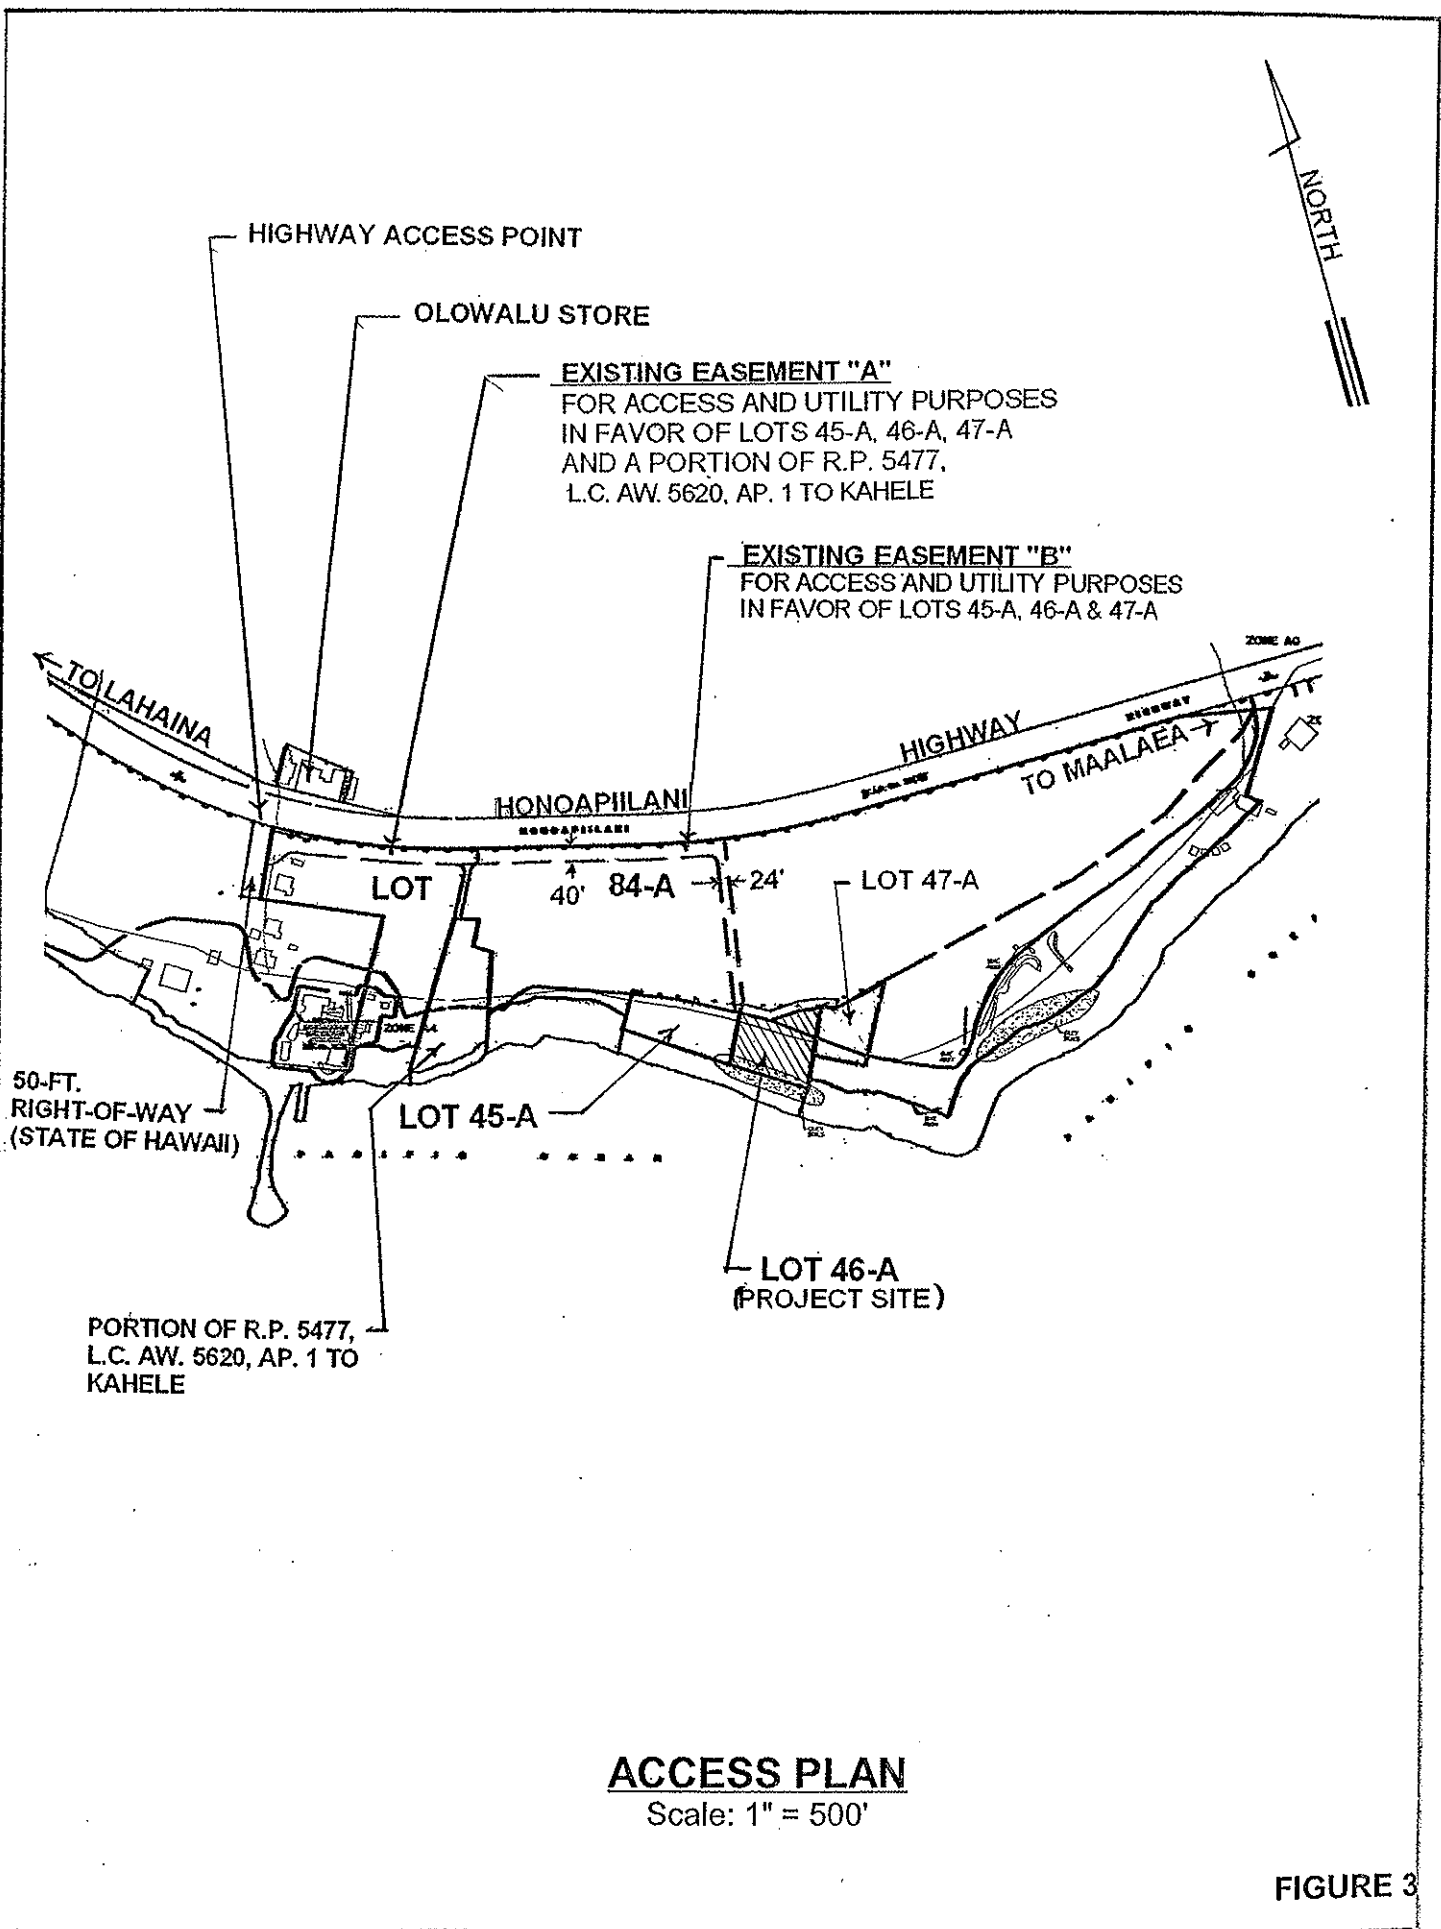 NORTH
HIGHWAY ACCESS POINT
OLOWALU STORE
EXISTING EASEMENT "A"
FOR ACCESS AND UTILITY PURPOSES
IN FAVOR OF LOTS 45-A, 46-A, 47-A
AND A PORTION OF R.P. 5477,
L.C. AW. 5620, AP. 1 TO KAHELE
EXISTING EASEMENT "B"
FOR ACCESS AND UTILITY PURPOSES
IN FAVOR OF LOTS 45-A, 46-A & 47-A
ZONE AO
TO LAHAINA
HIGHWAY
HIGHWAY
TO MAALAEA
HONOAPIILANI
HONOAPIILANI
LOT
40'
84-A
24'
LOT 47-A
ZONE A4
50-FT.
RIGHT-OF-WAY
(STATE OF HAWAII)
LOT 45-A
LOT 46-A
(PROJECT SITE)
PORTION OF R.P. 5477,
L.C. AW. 5620, AP. 1 TO
KAHELE
ACCESS PLAN
Scale: 1" = 500'
FIGURE 3